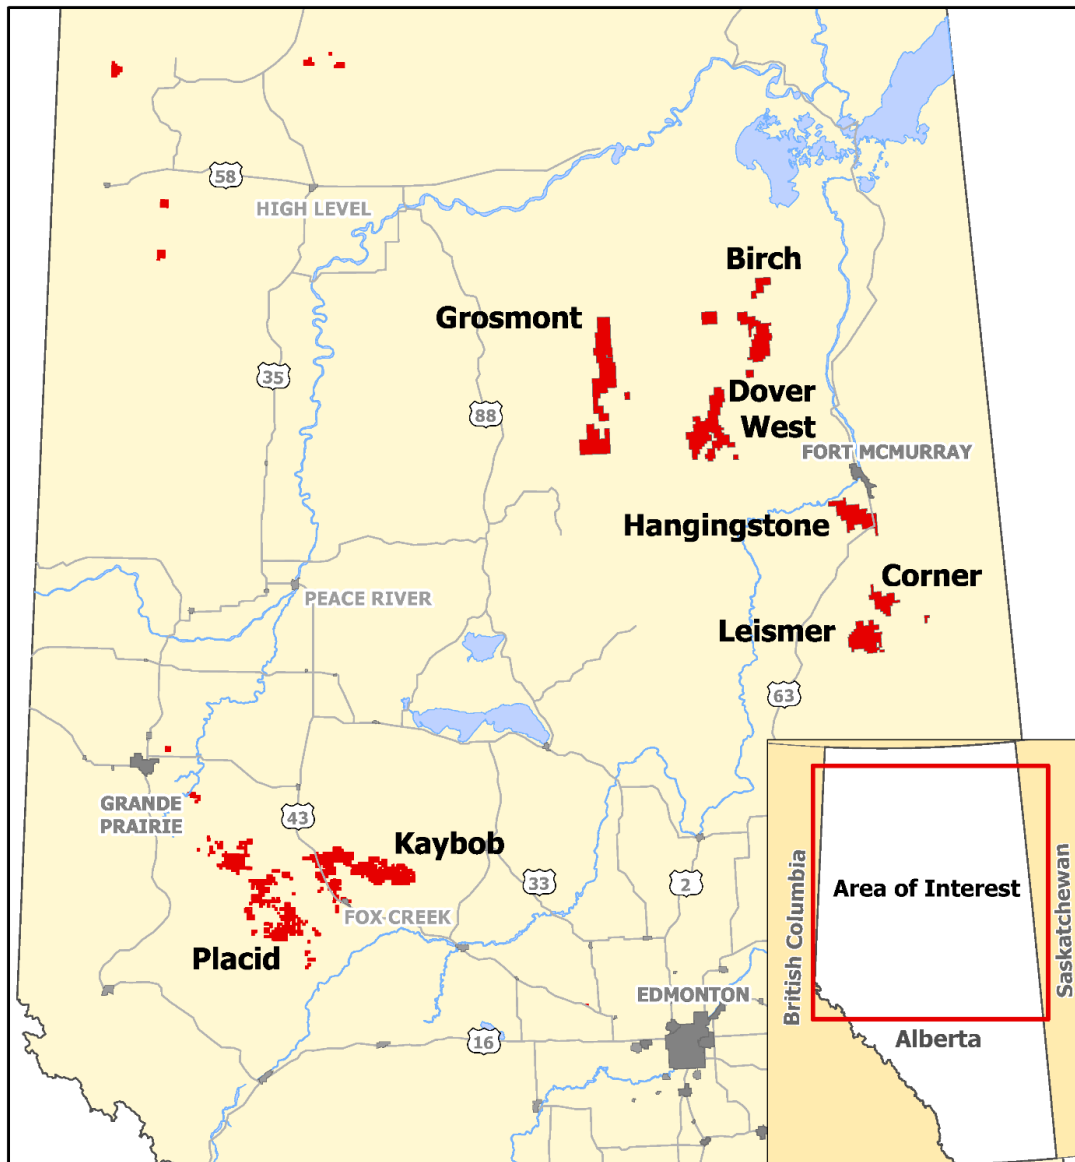 58
HIGH LEVEL
Birch
Grosmont
35
88
Dover
West
FORT MCMURRAY
Hangingstone
Corner
PEACE RIVER
Leismer
63
GRANDE
PRAIRIE
43
Kaybob
33
2
FOX CREEK
Placid
EDMONTON
16
Area of Interest
British Columbia
Saskatchewan
Alberta